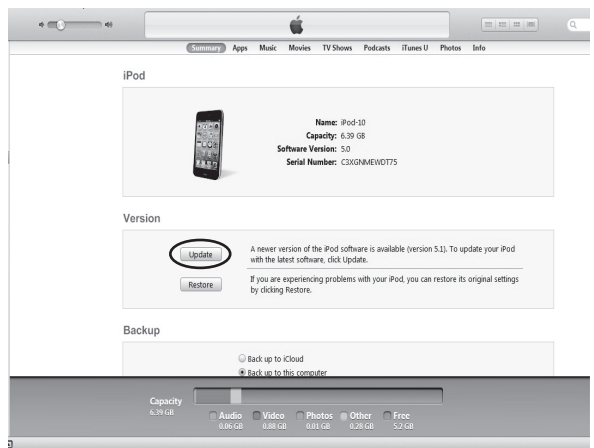 Summary Apps Music Movies TV Shows Podcasts iTunes U Photos Info
iPod
Name: iPod-10
Capacity: 6.39 GB
Software Version: 5.0
Serial Number: C3XGNMEWDT75
Version
Update
A newer version of the iPod software is available (version 5.1). To update your iPod
with the latest software, click Update.
Restore
If you are experiencing problems with your iPod, you can restore its original settings
by clicking Restore.
Backup
Back up to iCloud
Back up to this computer
Capacity
6.39 GB
Audio Video Photos Other Free
0.06 GB 0.88 GB 0.01 GB 0.28 GB 5.2 GB